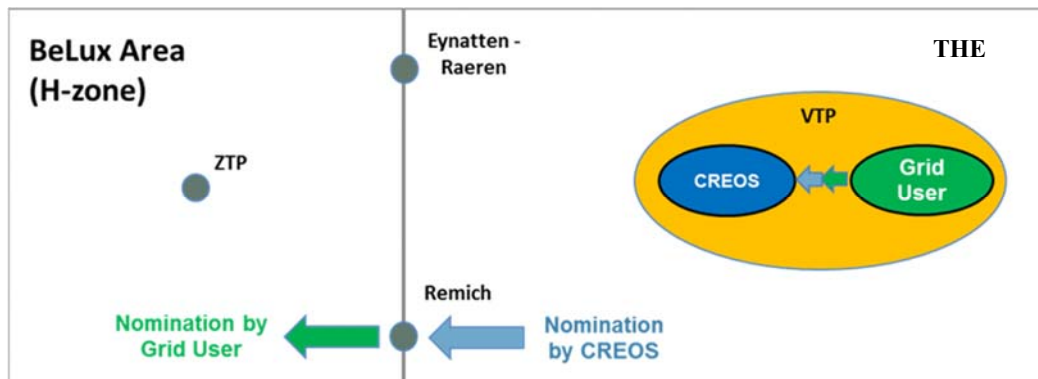 BeLux Area
(H-zone)
Eynatten -
Raeren
THE
VTP
ZTP
CREOS
Grid
User
Remich
Nomination by
Grid User
Nomination
by CREOS